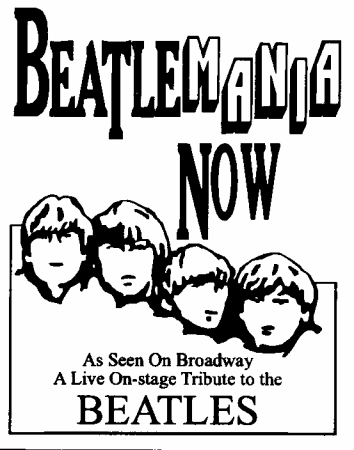 BEATLEMANIA
NOW
As Seen On Broadway
A Live On-stage Tribute to the
BEATLES